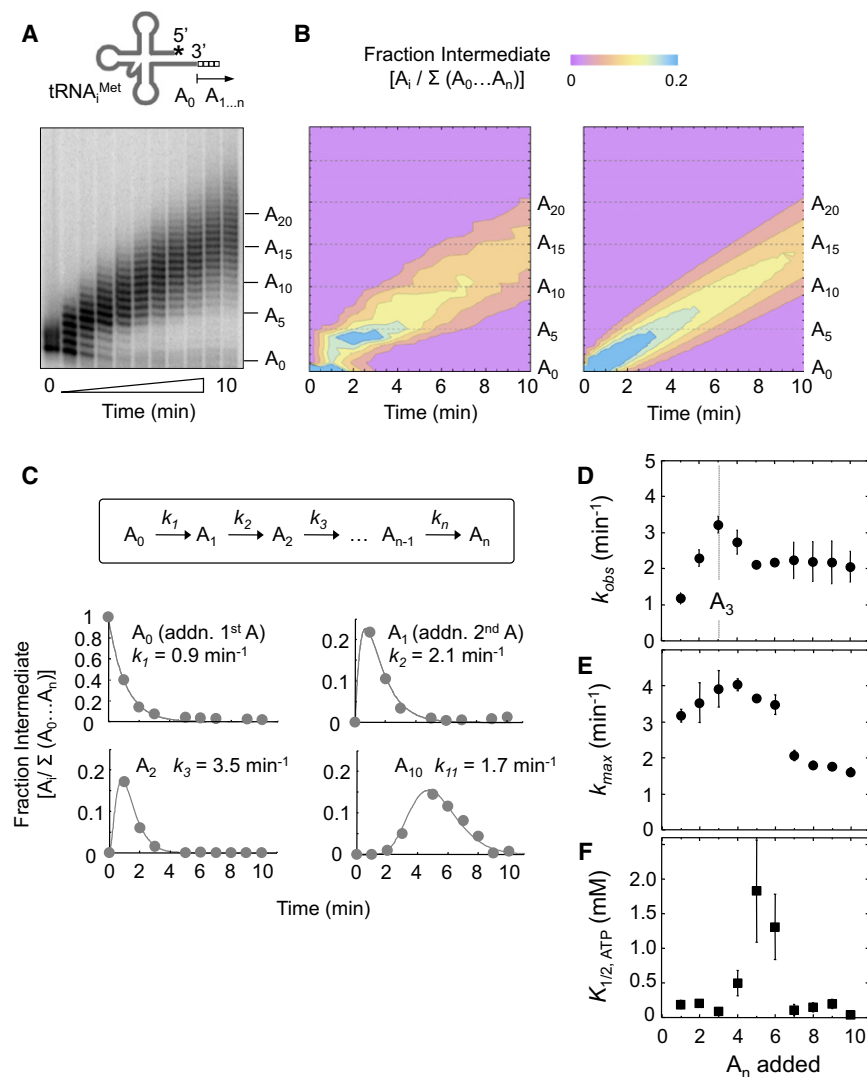 A
5’
*
3’
tRNAᵢᴹᵉᵗ
A₀ A₁...ₙ
A₂₀
A₁₅
A₁₀
A₅
A₀
0 10
Time (min)
B
Fraction Intermediate
[Aᵢ / Σ (A₀...Aₙ)]
0 0.2
A₂₀
A₁₅
A₁₀
A₅
A₀
0 2 4 6 8 10
Time (min)
A₂₀
A₁₅
A₁₀
A₅
A₀
0 2 4 6 8 10
Time (min)
C
k₁ k₂ k₃ kₙ
A₀ A₁ A₂ … Aₙ₋₁ Aₙ
Fraction Intermediate
[Aᵢ/ Σ (A₀...Aₙ)]
1
0.8
0.6
0.4
0.2
0
A₀ (addn. 1ˢᵗ A)
k₁ = 0.9 min⁻¹
0.2
0.1
0
A₁ (addn. 2ⁿᵈ A)
k₂ = 2.1 min⁻¹
0.2
0.1
0
A₂ k₃ = 3.5 min⁻¹
0 2 4 6 8 10
0.2
0.1
0
A₁₀ k₁₁ = 1.7 min⁻¹
0 2 4 6 8 10
Time (min)
D
kobs (min⁻¹)
5
4
3
2
1
0
A₃
E
kmax (min⁻¹)
4
3
2
1
0
F
K1/2, ATP (mM)
2.0
1.5
1.0
0.5
0
0 2 4 6 8 10
Aₙ added